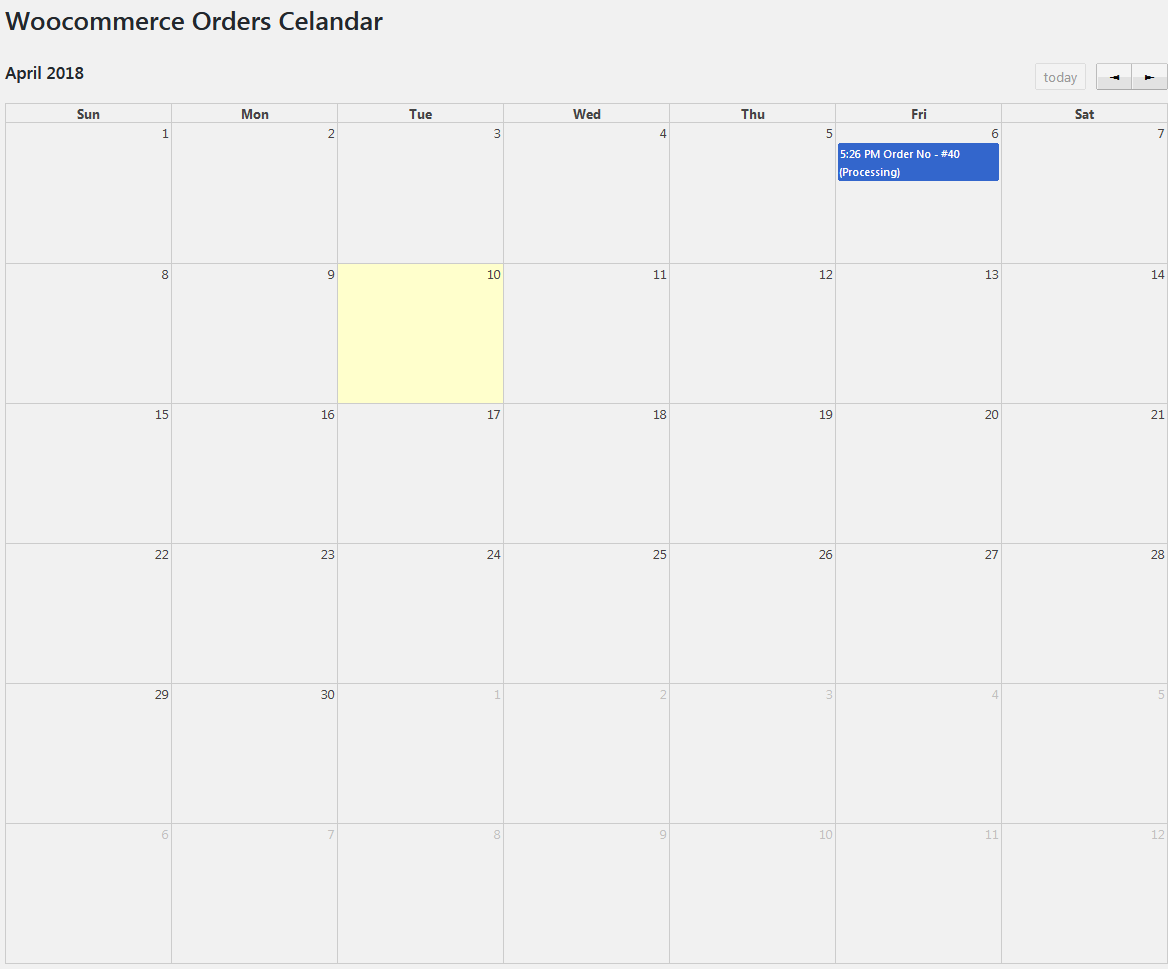 Woocommerce Orders Celandar
April 2018
today ◄ ►
Sun Mon Tue Wed Thu Fri Sat
1 2 3 4 5 6 7
5:26 PM Order No - #40
(Processing)
8 9 10 11 12 13 14
15 16 17 18 19 20 21
22 23 24 25 26 27 28
29 30 1 2 3 4 5
6 7 8 9 10 11 12